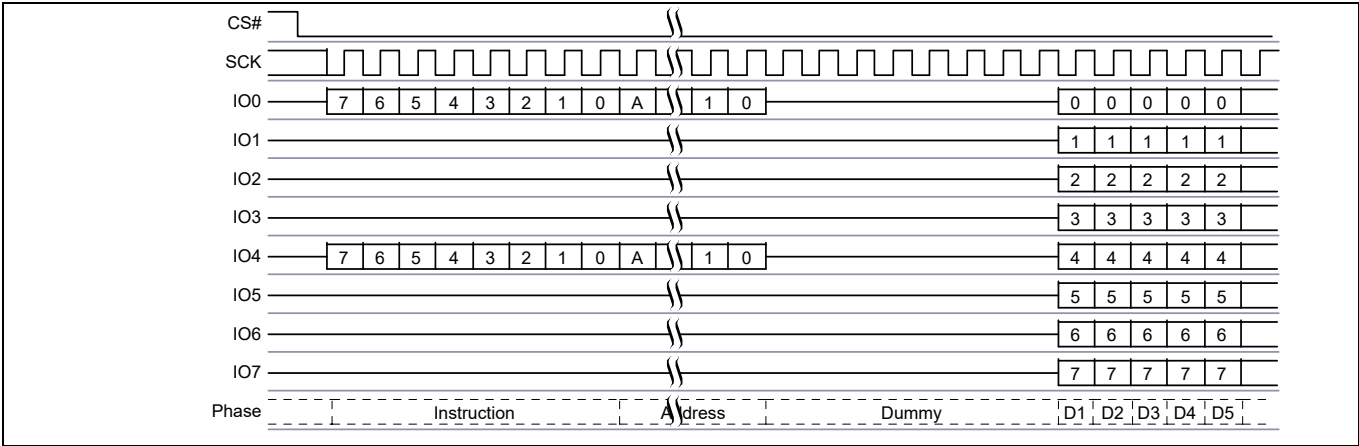 CS#
SCK
IO0 7 6 5 4 3 2 1 0 A 1 0 0 0 0 0 0
IO1 1 1 1 1 1
IO2 2 2 2 2 2
IO3 3 3 3 3 3
IO4 7 6 5 4 3 2 1 0 A 1 0 4 4 4 4 4
IO5 5 5 5 5 5
IO6 6 6 6 6 6
IO7 7 7 7 7 7
Phase Instruction Address Dummy D1 D2 D3 D4 D5